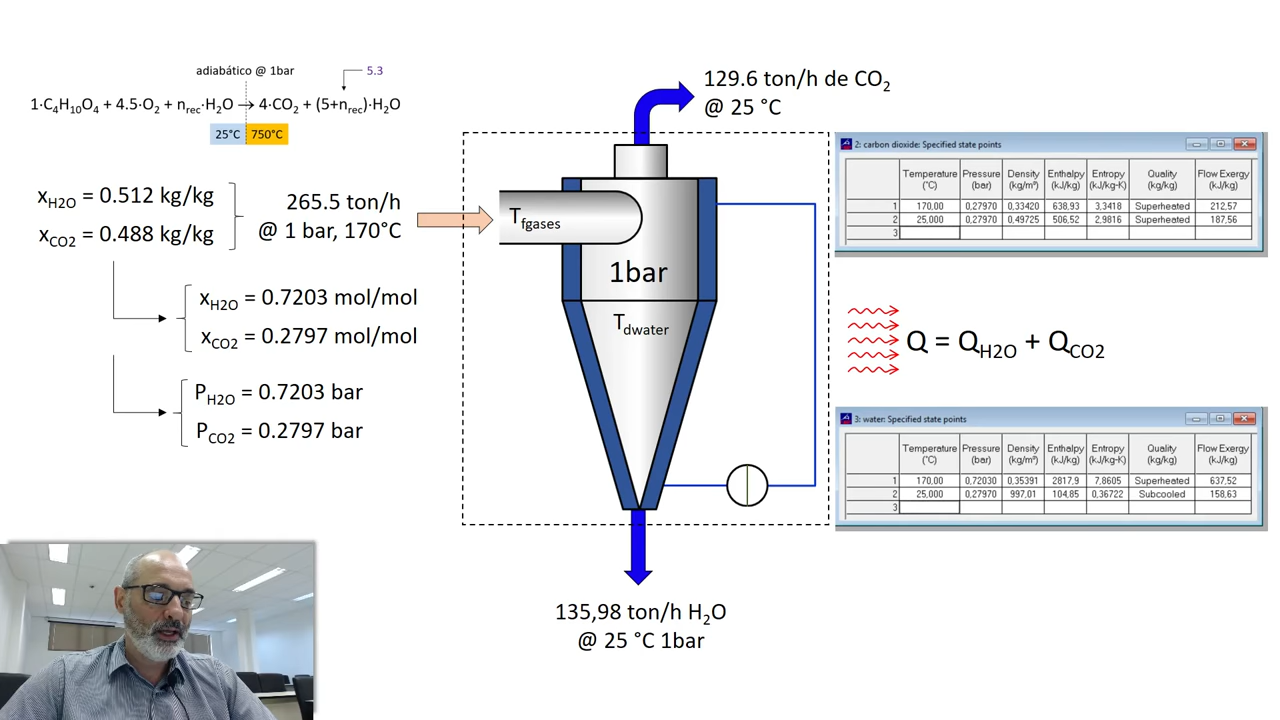 adiabático @ 1bar
5.3
1·C4H10O4 + 4.5·O2 + nrec·H2O → 4·CO2 + (5+nrec)·H2O
25°C 750°C
xH2O = 0.512 kg/kg
xCO2 = 0.488 kg/kg
265.5 ton/h
@ 1 bar, 170°C
xH2O = 0.7203 mol/mol
xCO2 = 0.2797 mol/mol
PH2O = 0.7203 bar
PCO2 = 0.2797 bar
129.6 ton/h de CO2
@ 25 °C
Tfgases
1bar
Tdwater
135,98 ton/h H2O
@ 25 °C 1bar
2: carbon dioxide: Specified state points
Temperature Pressure Density Enthalpy Entropy Quality Flow Exergy
(°C) (bar) (kg/m³) (kJ/kg) (kJ/kg-K) (kg/kg) (kJ/kg)
1 170,00 0,27970 0,33420 638,93 3,3418 Superheated 212,57
2 25,000 0,27970 0,49725 506,52 2,9816 Superheated 187,56
3
Q = QH2O + QCO2
3: water: Specified state points
Temperature Pressure Density Enthalpy Entropy Quality Flow Exergy
(°C) (bar) (kg/m³) (kJ/kg) (kJ/kg-K) (kg/kg) (kJ/kg)
1 170,00 0,72030 0,35391 2817,9 7,8605 Superheated 637,52
2 25,000 0,27970 997,01 104,85 0,36722 Subcooled 158,63
3